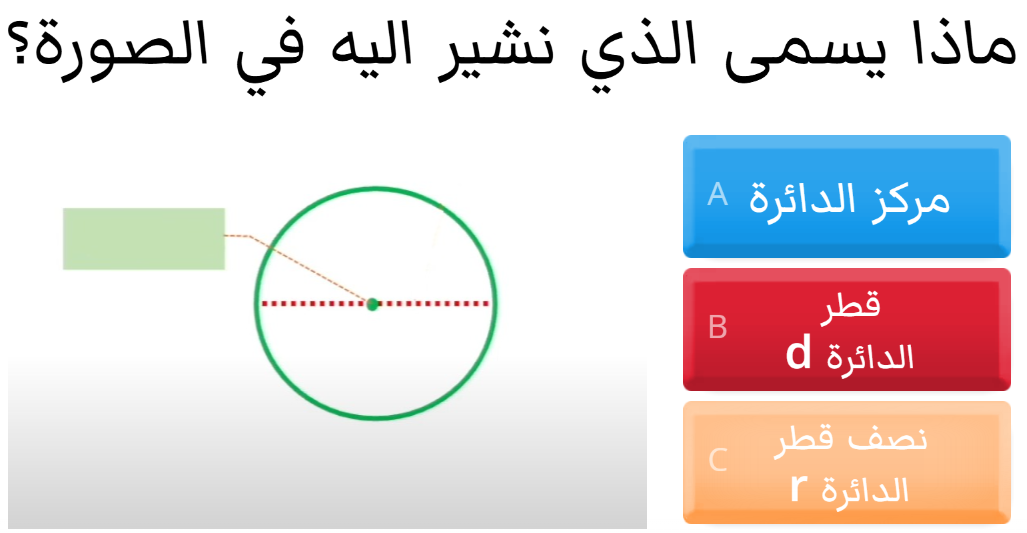 ماذا يسمى الذي نشير اليه في الصورة؟
A مركز الدائرة
B
قطر
الدائرة d
C
نصف قطر
الدائرة r